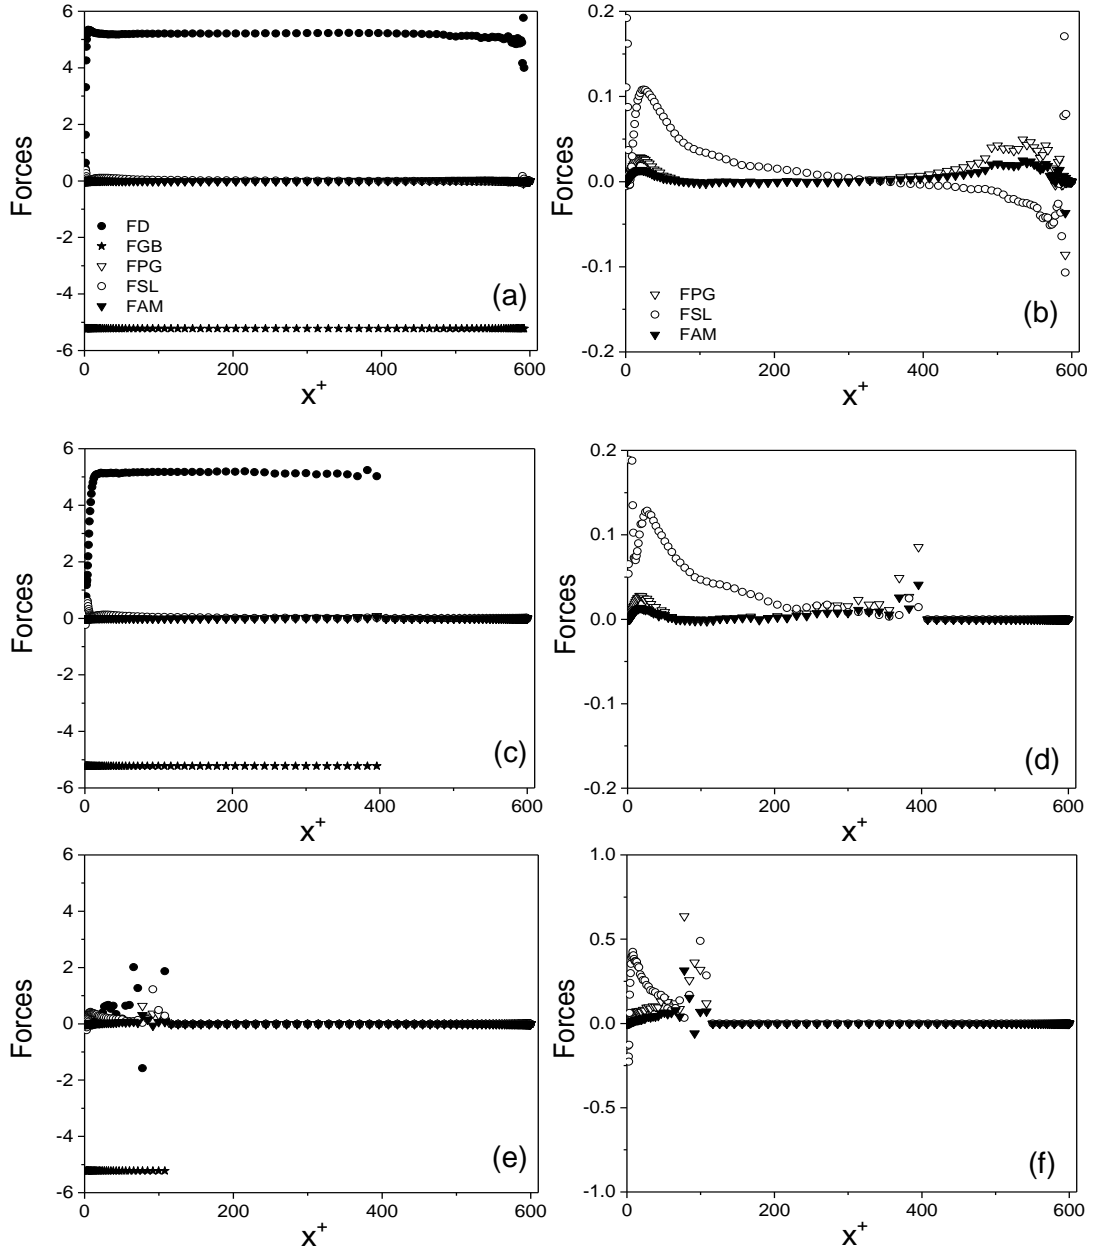 6
4
2
0
-2
-4
-6
Forces
FD
FGB
FPG
FSL
FAM
(a)
0 200 400 600
x+
0.2
0.1
0.0
-0.1
-0.2
Forces
FPG
FSL
FAM
(b)
0 200 400 600
x+
6
4
2
0
-2
-4
-6
Forces
(c)
0 200 400 600
x+
0.2
0.1
0.0
-0.1
-0.2
Forces
(d)
0 200 400 600
x+
6
4
2
0
-2
-4
-6
Forces
(e)
0 200 400 600
x+
1.0
0.5
0.0
-0.5
-1.0
Forces
(f)
0 200 400 600
x+